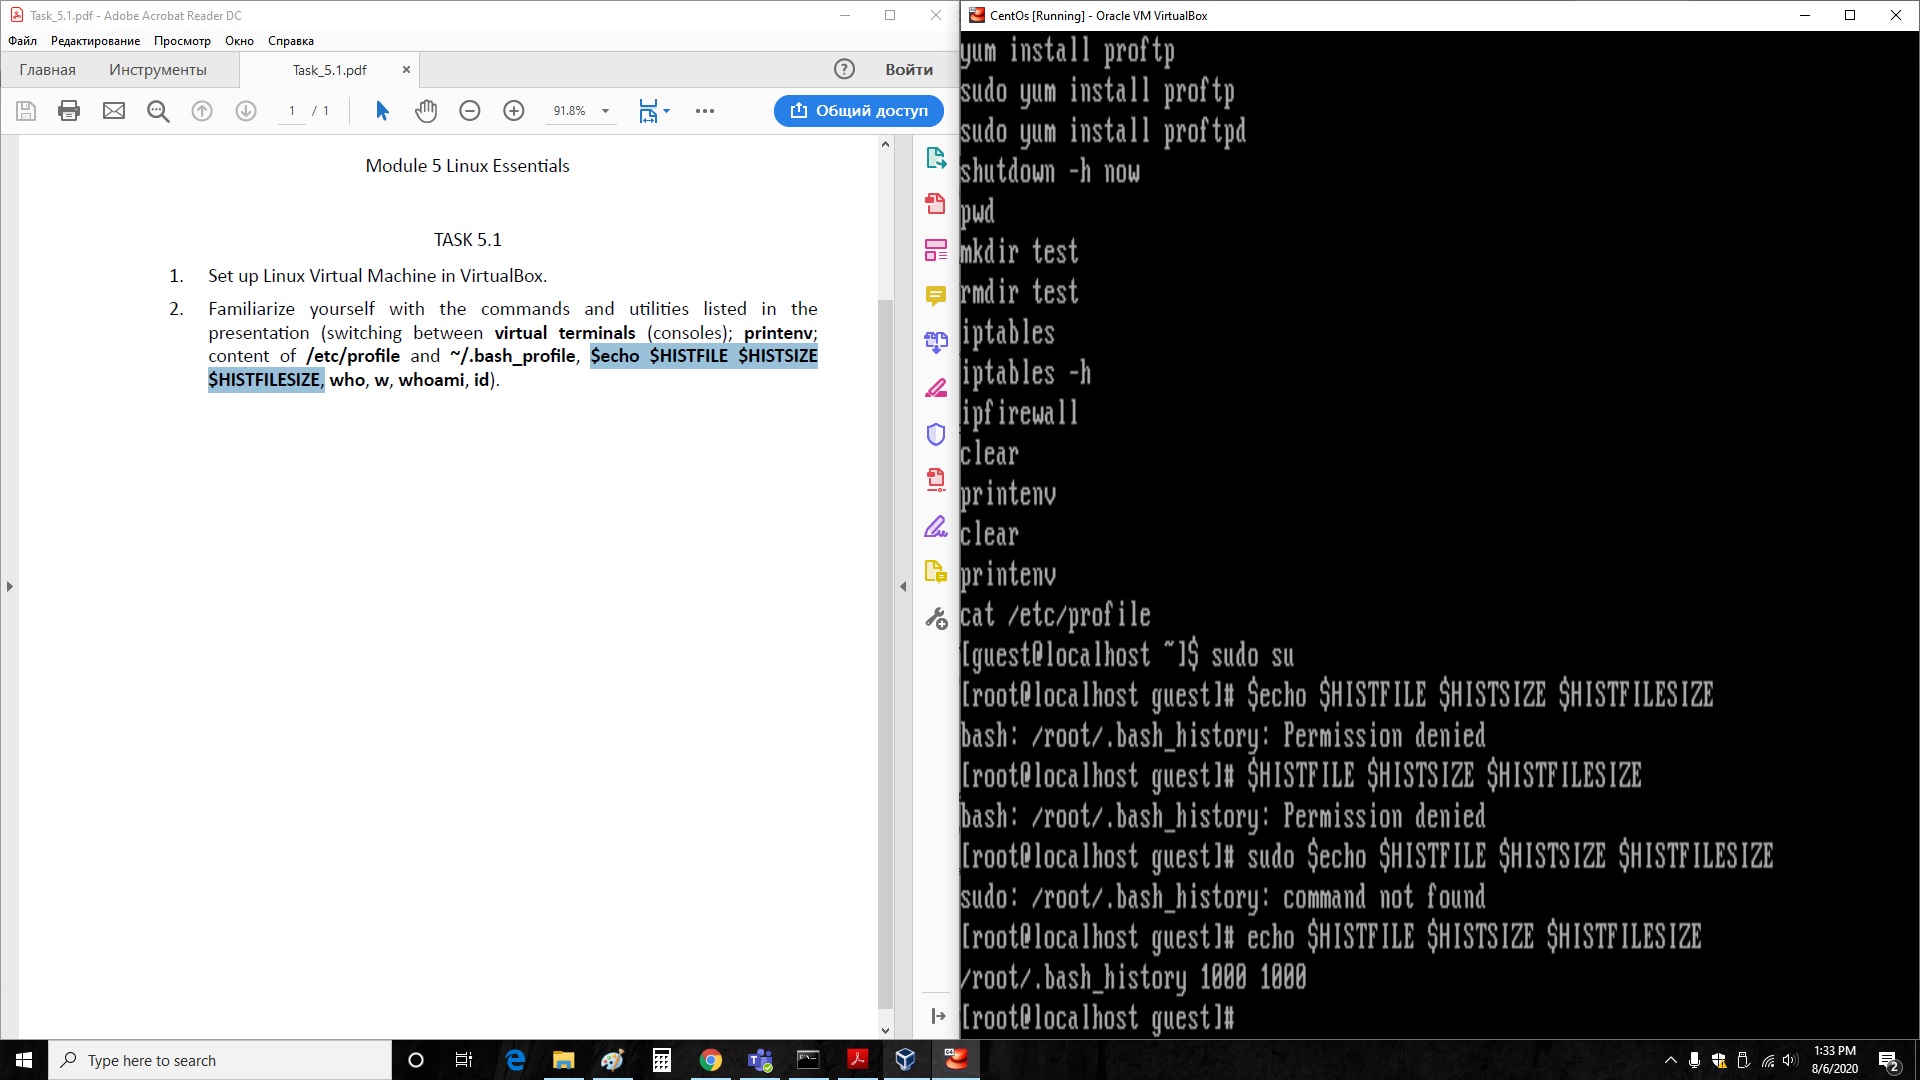 Task_5.1.pdf - Adobe Acrobat Reader DC
Файл Редактирование Просмотр Окно Справка
Главная Инструменты Task_5.1.pdf × ? Войти
1 / 1 91.8% Общий доступ
Module 5 Linux Essentials
TASK 5.1
1. Set up Linux Virtual Machine in VirtualBox.
2. Familiarize yourself with the commands and utilities listed in the
presentation (switching between virtual terminals (consoles); printenv;
content of /etc/profile and ~/.bash_profile, $echo $HISTFILE $HISTSIZE
$HISTFILESIZE, who, w, whoami, id).
CentOs [Running] - Oracle VM VirtualBox
yum install proftp
sudo yum install proftp
sudo yum install proftpd
shutdown -h now
pwd
mkdir test
rmdir test
iptables
iptables -h
ipfirewall
clear
printenv
clear
printenv
cat /etc/profile
[guest@localhost ~]$ sudo su
[root@localhost guest]# $echo $HISTFILE $HISTSIZE $HISTFILESIZE
bash: /root/.bash_history: Permission denied
[root@localhost guest]# $HISTFILE $HISTSIZE $HISTFILESIZE
bash: /root/.bash_history: Permission denied
[root@localhost guest]# sudo $echo $HISTFILE $HISTSIZE $HISTFILESIZE
sudo: /root/.bash_history: command not found
[root@localhost guest]# echo $HISTFILE $HISTSIZE $HISTFILESIZE
/root/.bash_history 1000 1000
[root@localhost guest]#
Type here to search
1:33 PM
8/6/2020
2